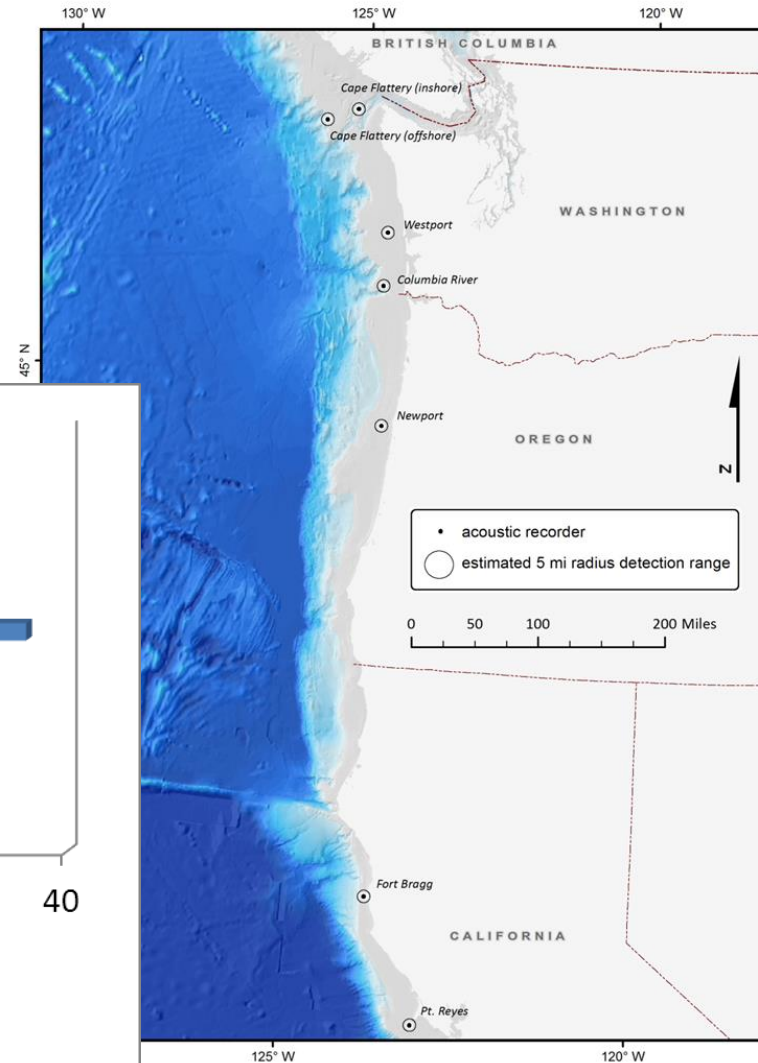 130° W
125° W
120° W
BRITISH COLUMBIA
Cape Flattery (inshore)
Cape Flattery (offshore)
WASHINGTON
Westport
Columbia River
45° N
Newport
OREGON
N
acoustic recorder
estimated 5 mi radius detection range
0 50 100 200 Miles
40
Fort Bragg
CALIFORNIA
Pt. Reyes
125° W
120° W